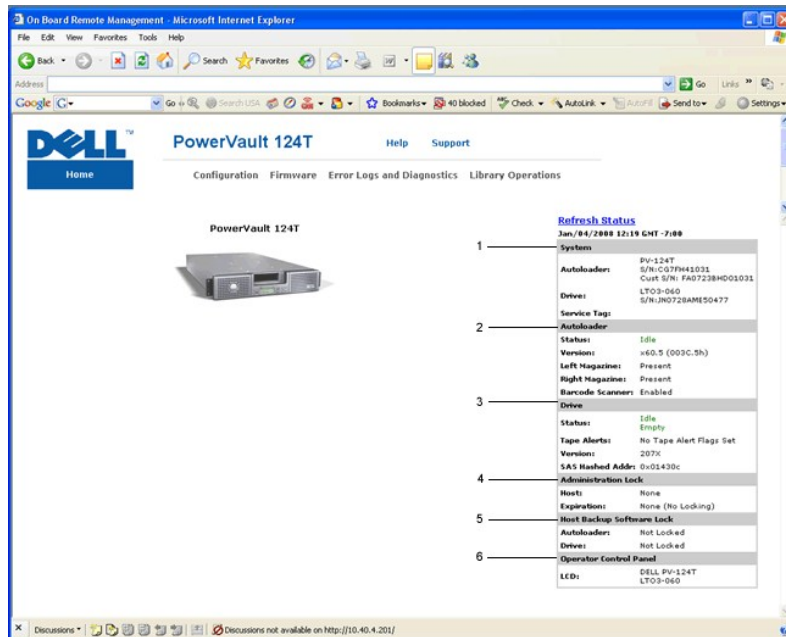 On Board Remote Management - Microsoft Internet Explorer
File Edit View Favorites Tools Help
Back Search Favorites
Address Go Links
Google G Go Search USA Bookmarks 40 blocked Check AutoLink AutoFill Send to Settings
DELL™ PowerVault 124T Help Support
Home Configuration Firmware Error Logs and Diagnostics Library Operations
PowerVault 124T
Refresh Status
Jan/04/2008 12:19 GMT -7:00
1 System
Autoloader: PV-124T
S/N:CG7FH41031
Cust S/N: FA0723BHD01031
Drive: LTO3-060
S/N:JN0728AME50477
Service Tag:
2 Autoloader
Status: Idle
Version: x60.5 (003C.5h)
Left Magazine: Present
Right Magazine: Present
Barcode Scanner: Enabled
3 Drive
Status: Idle
Empty
Tape Alerts: No Tape Alert Flags Set
Version: 207X
SAS Hashed Addr: 0x01430c
4 Administration Lock
Host: None
Expiration: None (No Locking)
5 Host Backup Software Lock
Autoloader: Not Locked
Drive: Not Locked
6 Operator Control Panel
LCD: DELL PV-124T
LTO3-060
Discussions Discussions not available on http://10.40.4.201/